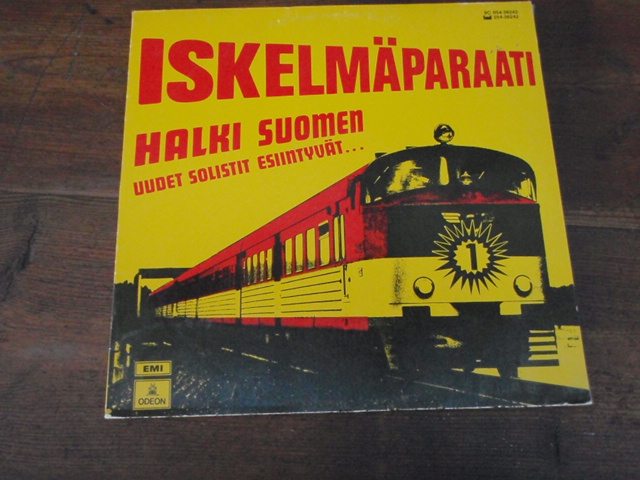 ISKELMÄPARAATI
HALKI SUOMEN
UUDET SOLISTIT ESIINTYVÄT...
1
EMI
ODEON